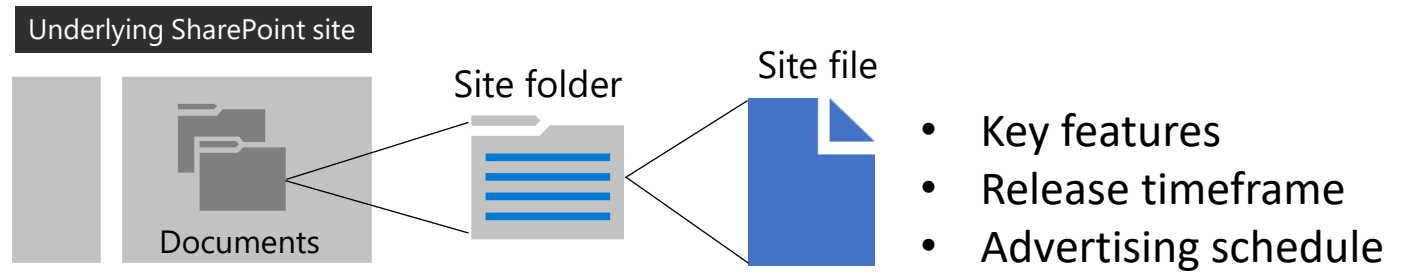 Underlying SharePoint site
Site folder
Site file
Documents
• Key features
• Release timeframe
• Advertising schedule